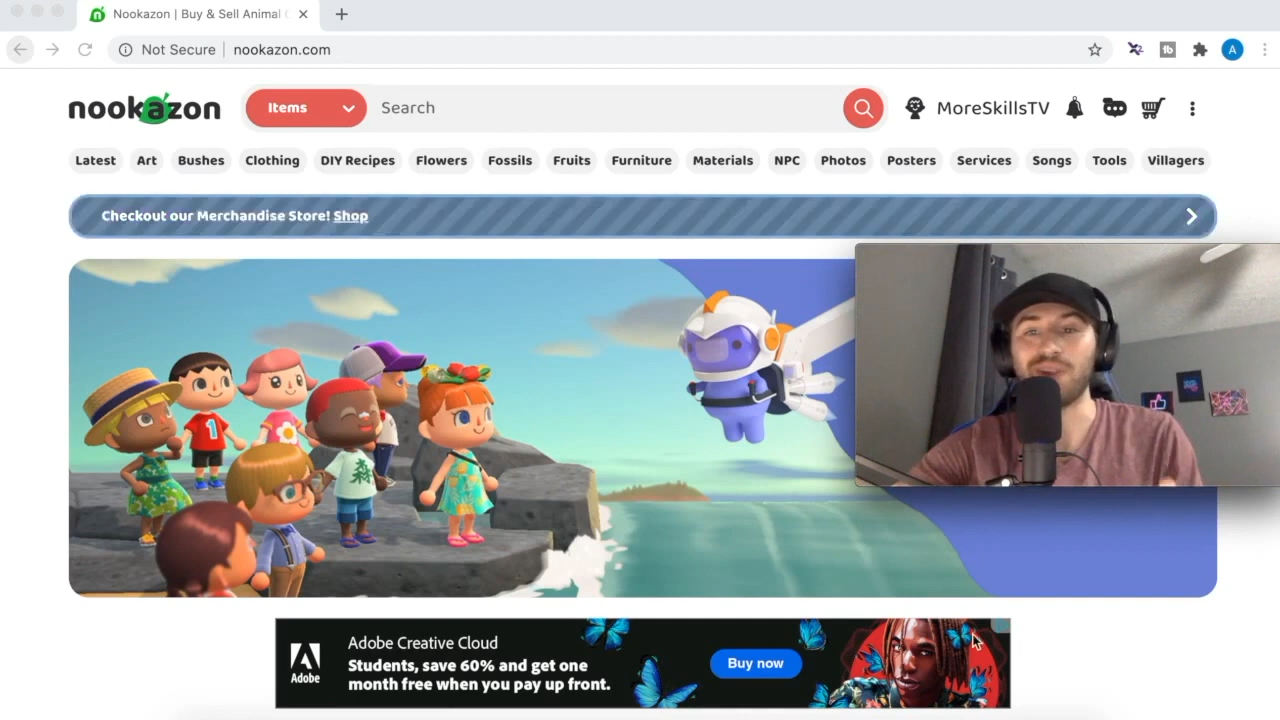 Nookazon | Buy & Sell Animal
Not Secure | nookazon.com
A
nookazon
Items
Search
MoreSkillsTV
Latest
Art
Bushes
Clothing
DIY Recipes
Flowers
Fossils
Fruits
Furniture
Materials
NPC
Photos
Posters
Services
Songs
Tools
Villagers
Checkout our Merchandise Store! Shop
1
Adobe
Adobe Creative Cloud
Students, save 60% and get one
month free when you pay up front.
Buy now